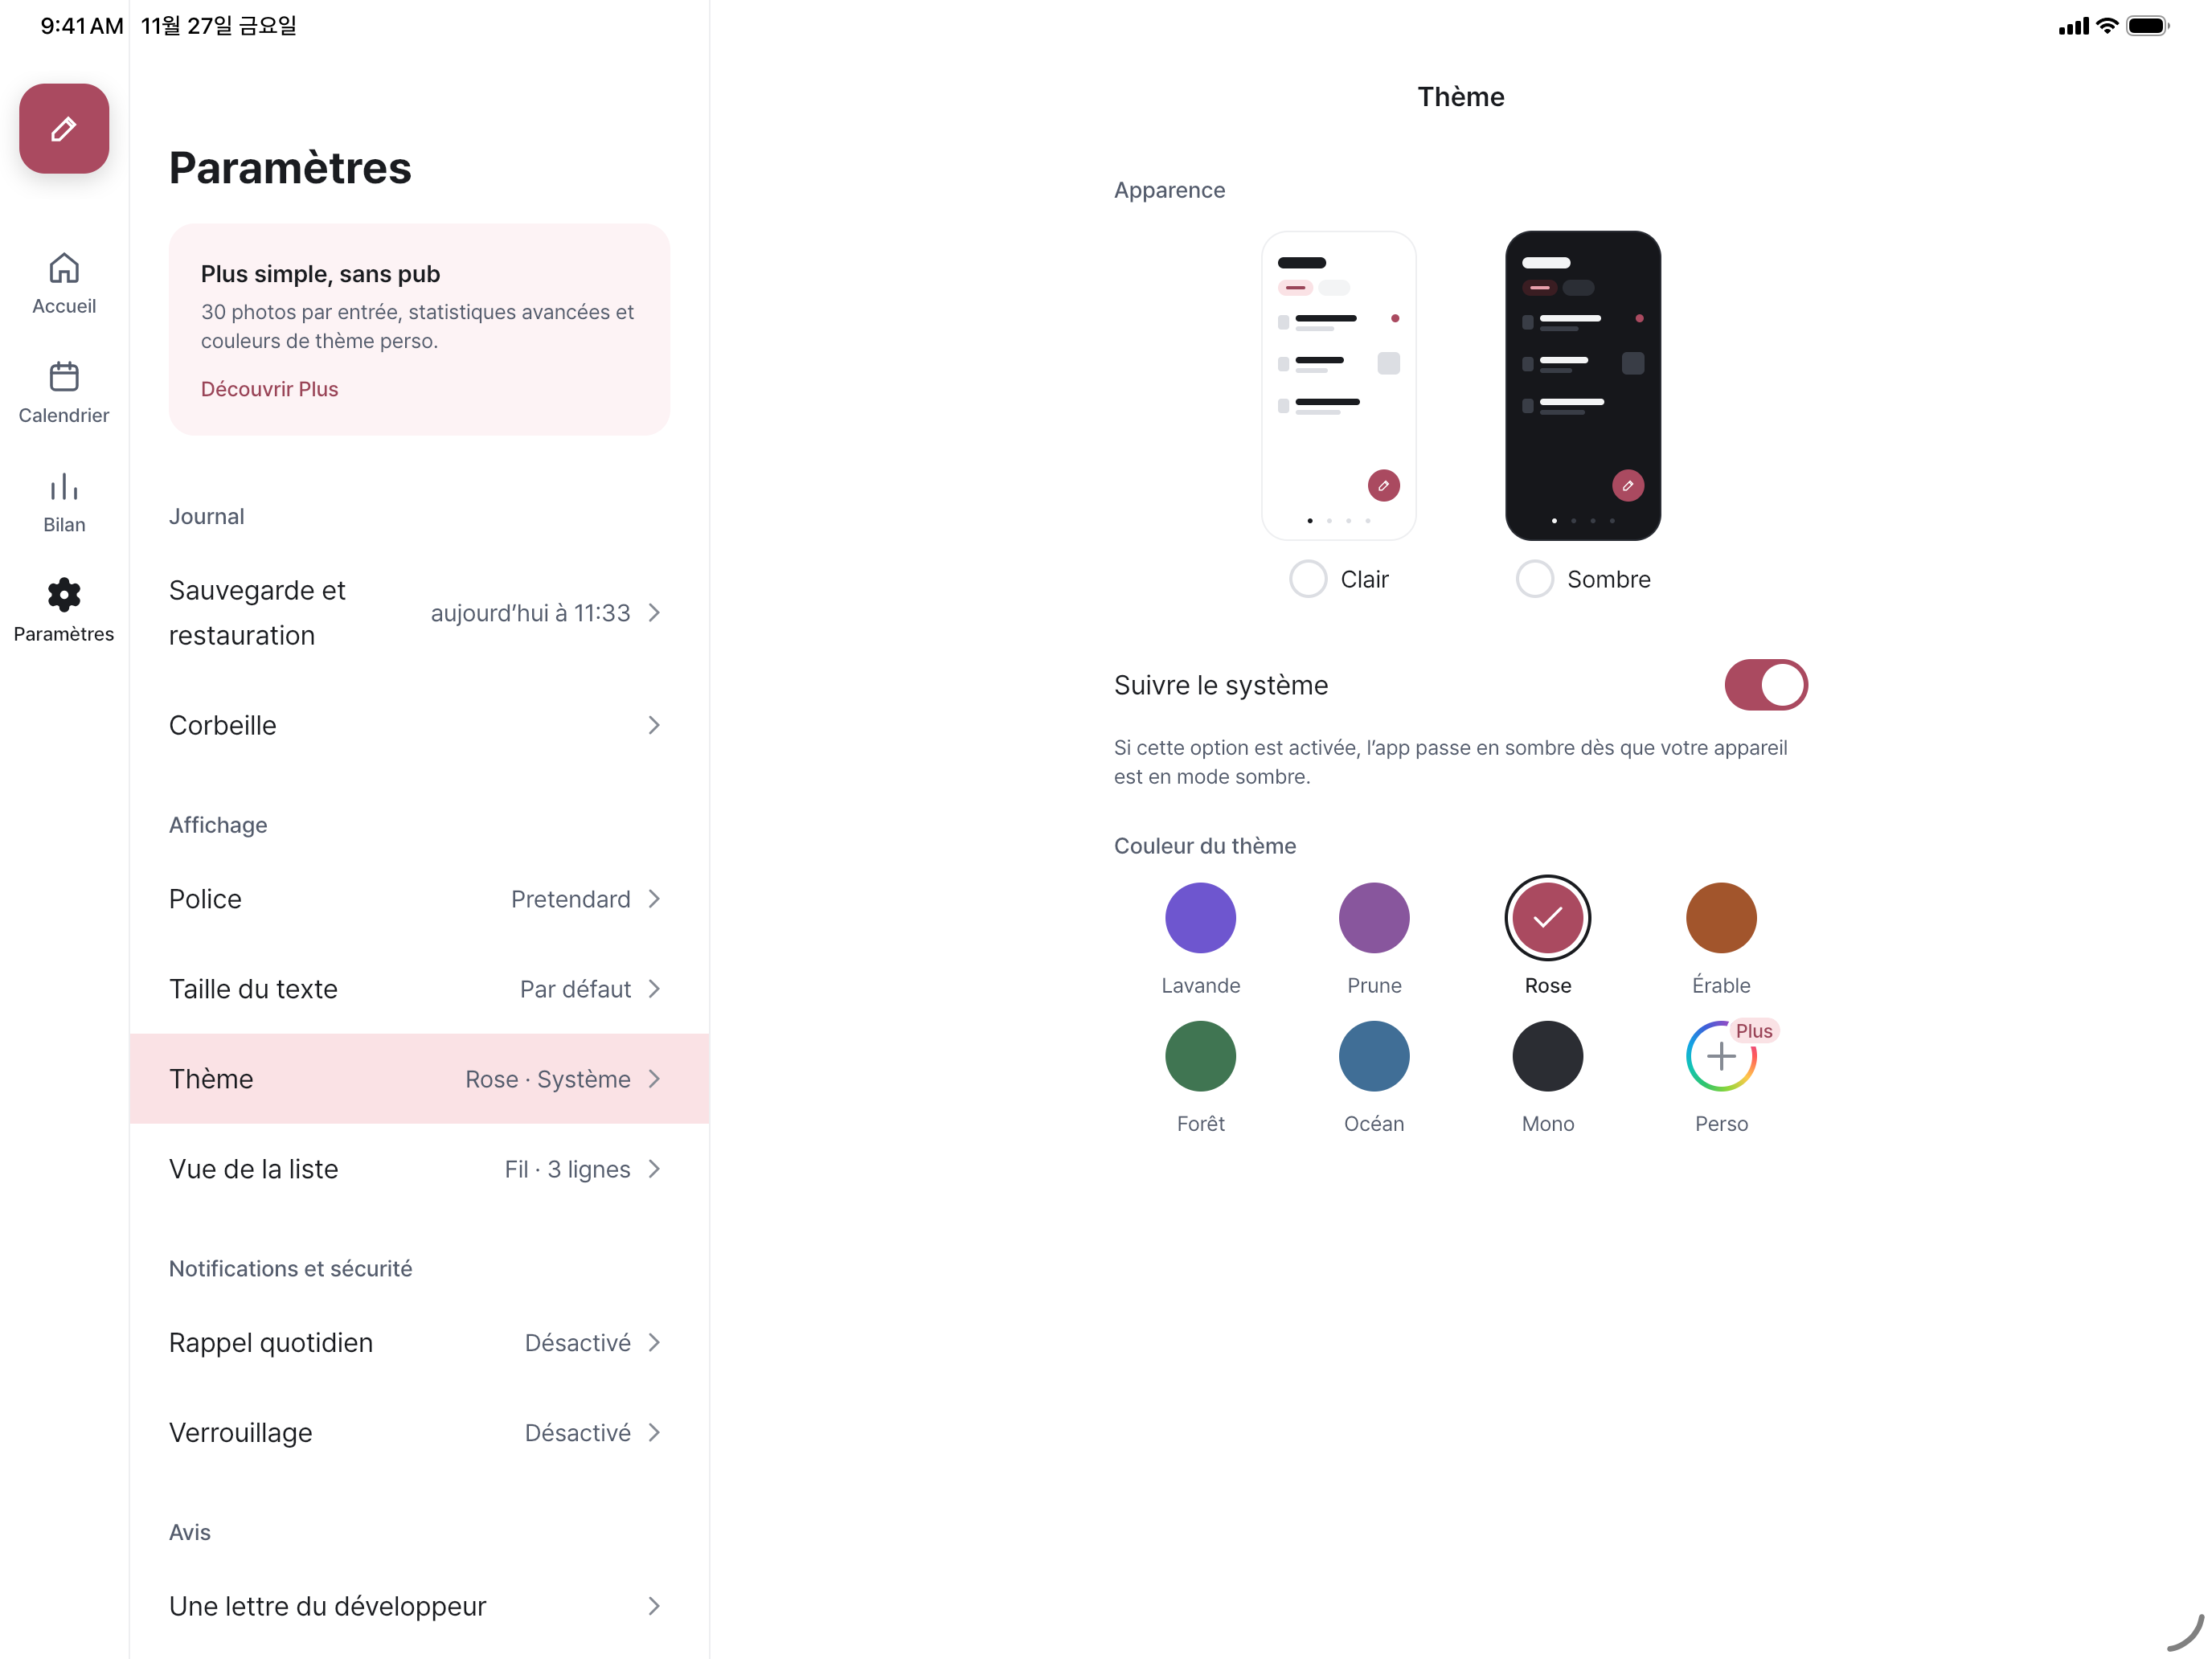 9:41 AM 11월 27일 금요일
Accueil
Calendrier
Bilan
Paramètres
Paramètres
Plus simple, sans pub
30 photos par entrée, statistiques avancées et
couleurs de thème perso.
Découvrir Plus
Journal
Sauvegarde et
restauration
aujourd’hui à 11:33
Corbeille
Affichage
Police Pretendard
Taille du texte Par défaut
Thème Rose · Système
Vue de la liste Fil · 3 lignes
Notifications et sécurité
Rappel quotidien Désactivé
Verrouillage Désactivé
Avis
Une lettre du développeur
Thème
Apparence
Clair Sombre
Suivre le système
Si cette option est activée, l’app passe en sombre dès que votre appareil
est en mode sombre.
Couleur du thème
Lavande Prune Rose Érable
Plus
Forêt Océan Mono Perso